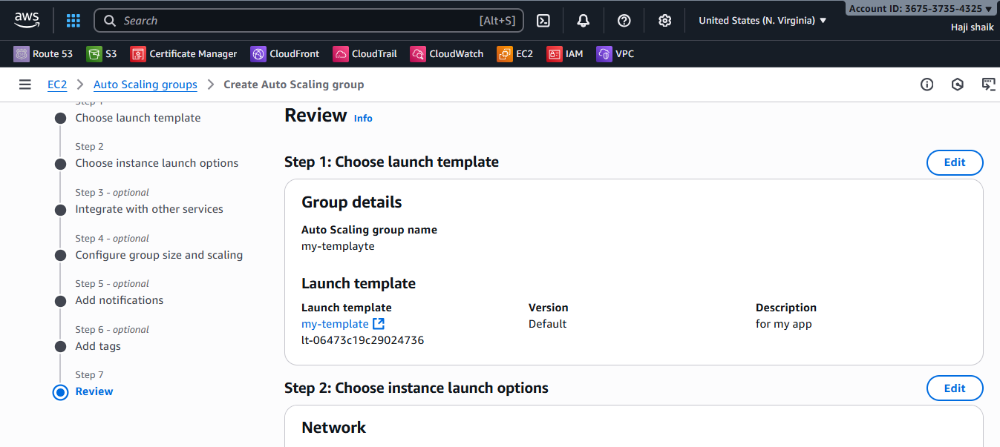 aws
Search [Alt+S]
United States (N. Virginia) ▼
Account ID: 3675-3735-4325 ▼
Haji shaik
Route 53 S3 Certificate Manager CloudFront CloudTrail CloudWatch EC2 IAM VPC
EC2 > Auto Scaling groups > Create Auto Scaling group
Step 1
Choose launch template
Step 2
Choose instance launch options
Step 3 - optional
Integrate with other services
Step 4 - optional
Configure group size and scaling
Step 5 - optional
Add notifications
Step 6 - optional
Add tags
Step 7
Review
Review Info
Step 1: Choose launch template Edit
Group details
Auto Scaling group name
my-templayte
Launch template
Launch template Version Description
my-template Default for my app
lt-06473c19c29024736
Step 2: Choose instance launch options Edit
Network